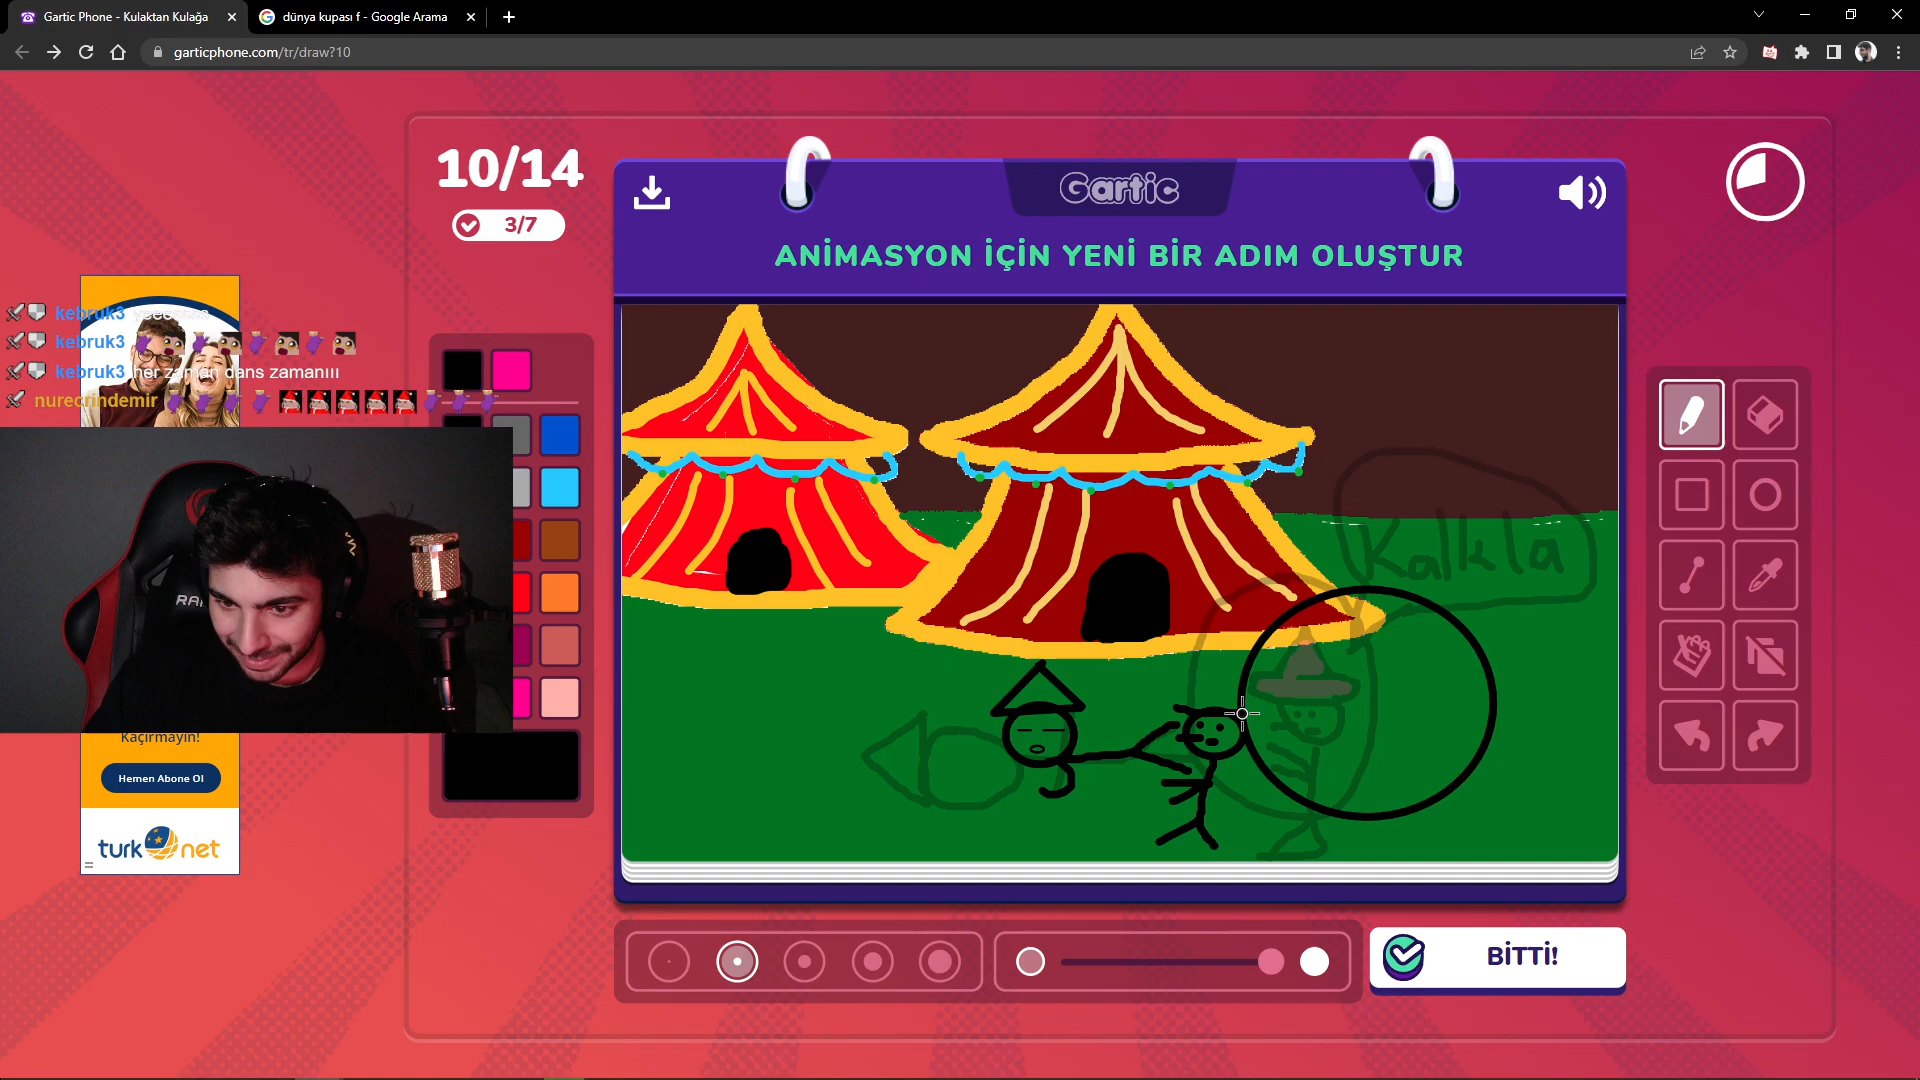 Gartic Phone - Kulaktan Kulağa
dünya kupası f - Google Arama
garticphone.com/tr/draw?10
10/14
3/7
Gartic
ANİMASYON İÇİN YENİ BİR ADIM OLUŞTUR
kebruk3
kebruk3
kebruk3 her zaman dans zamanııı
nurecrindemir
Kalkla
Kaçırmayın!
Hemen Abone Ol
turknet
BİTTİ!